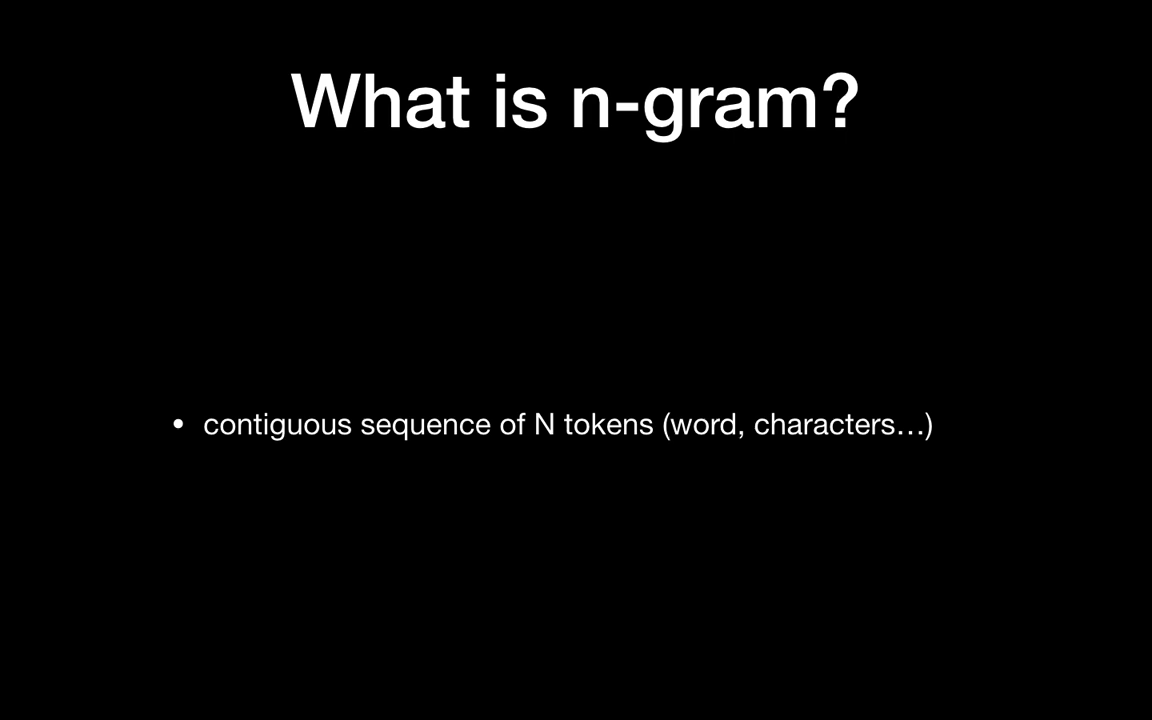 What is n-gram?
• contiguous sequence of N tokens (word, characters…)